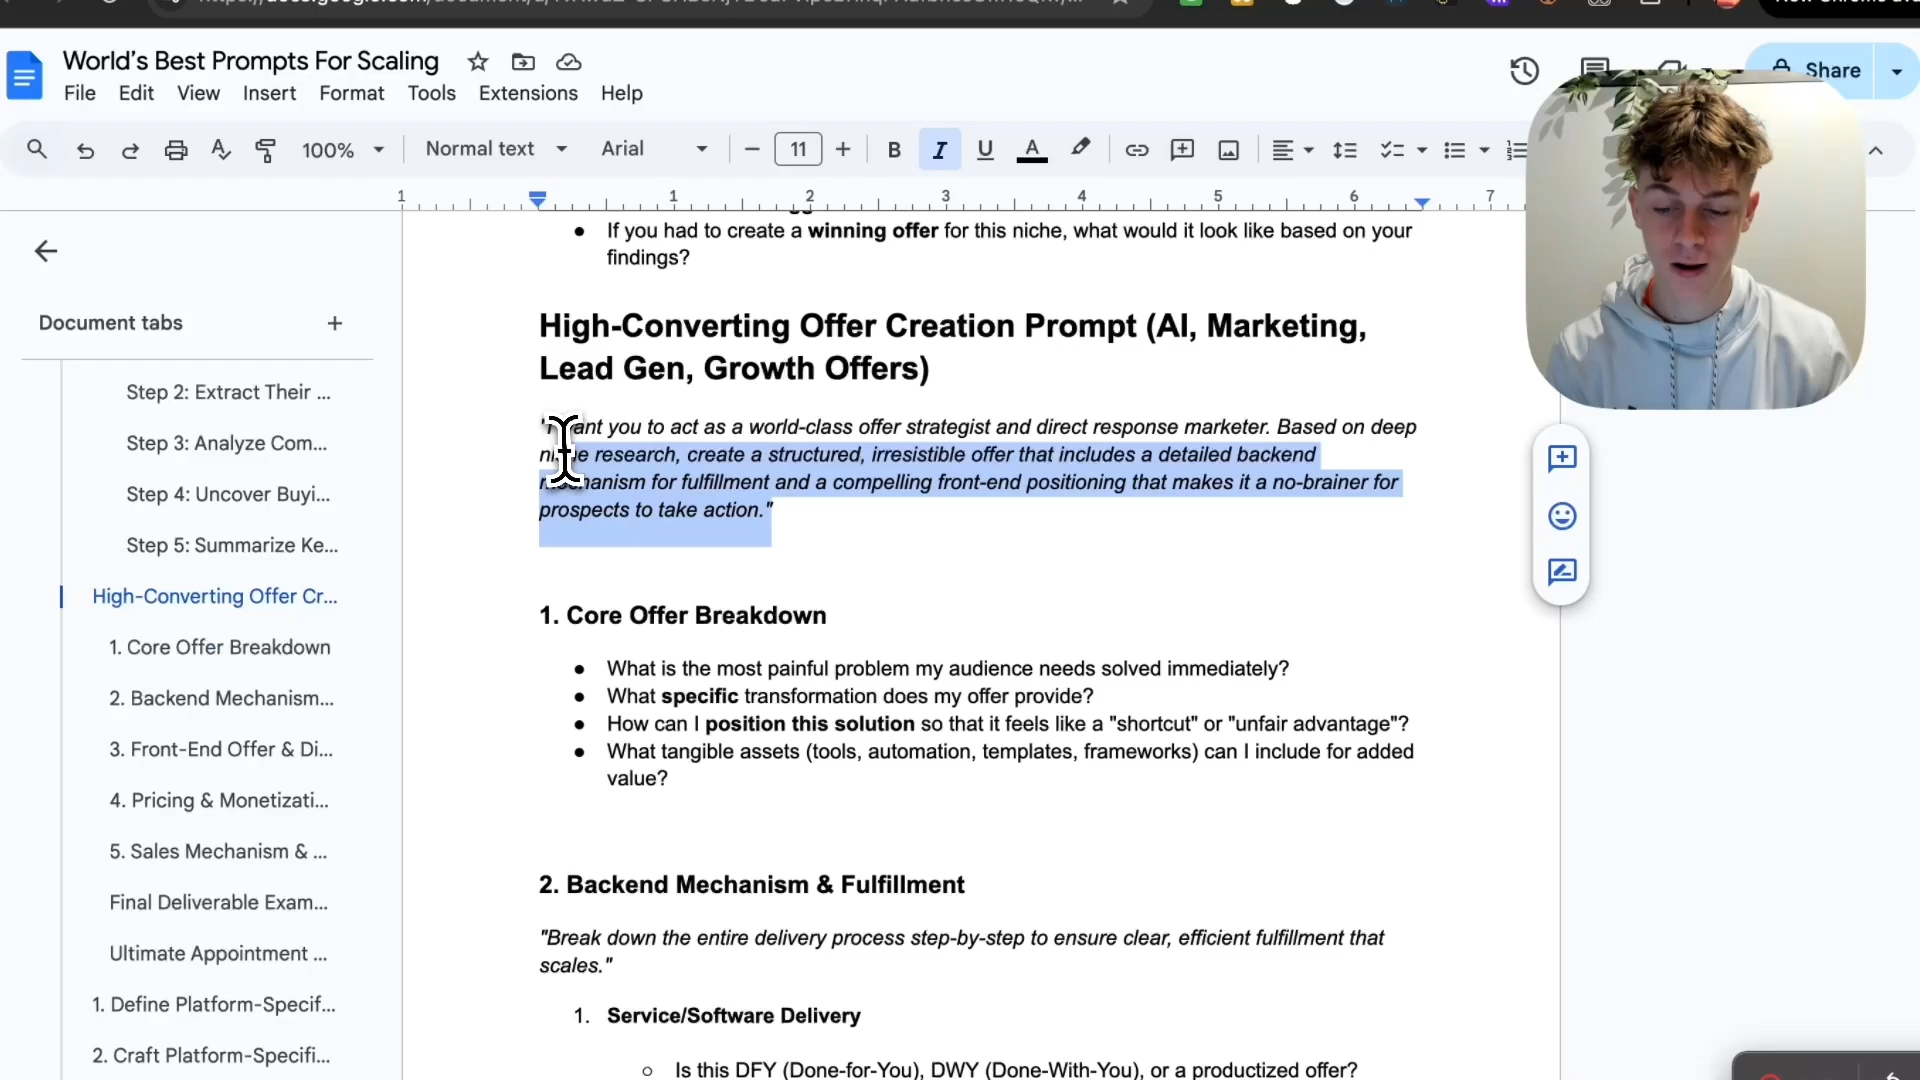 World's Best Prompts For Scaling
File Edit View Insert Format Tools Extensions Help
Share
100% Normal text Arial 11
1 1 2 3 4 5 6 7
Document tabs
Step 2: Extract Their ...
Step 3: Analyze Com...
Step 4: Uncover Buyi...
Step 5: Summarize Ke...
High-Converting Offer Cr...
1. Core Offer Breakdown
2. Backend Mechanism...
3. Front-End Offer & Di...
4. Pricing & Monetizati...
5. Sales Mechanism & ...
Final Deliverable Exam...
Ultimate Appointment ...
1. Define Platform-Specif...
2. Craft Platform-Specifi...
● If you had to create a winning offer for this niche, what would it look like based on your
findings?
High-Converting Offer Creation Prompt (AI, Marketing,
Lead Gen, Growth Offers)
you to act as a world-class offer strategist and direct response marketer. Based on deep
research, create a structured, irresistible offer that includes a detailed backend
mechanism for fulfillment and a compelling front-end positioning that makes it a no-brainer for
prospects to take action."
1. Core Offer Breakdown
● What is the most painful problem my audience needs solved immediately?
● What specific transformation does my offer provide?
● How can I position this solution so that it feels like a "shortcut" or "unfair advantage"?
● What tangible assets (tools, automation, templates, frameworks) can I include for added
value?
2. Backend Mechanism & Fulfillment
"Break down the entire delivery process step-by-step to ensure clear, efficient fulfillment that
scales."
1. Service/Software Delivery
○ Is this DFY (Done-for-You), DWY (Done-With-You), or a productized offer?